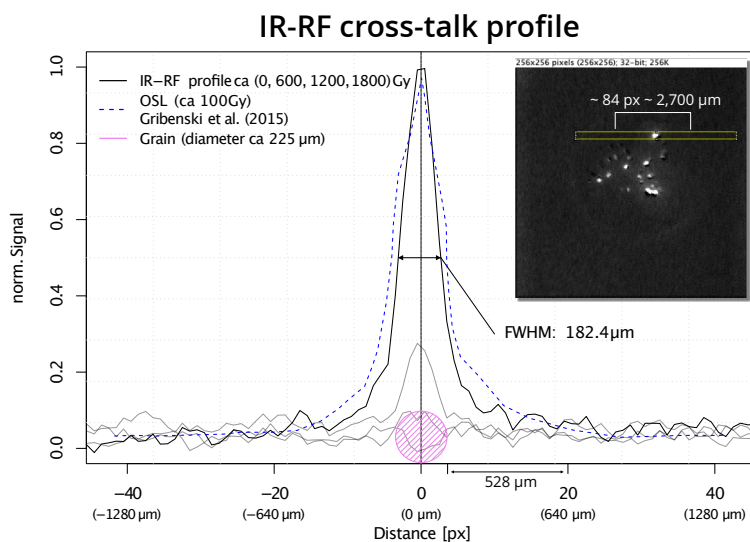 IR-RF cross-talk profile
IR−RF profile ca (0, 600, 1200, 1800) Gy
OSL (ca 100Gy)
Gribenski et al. (2015)
Grain (diameter ca 225 µm)
256x256 pixels (256x256); 32-bit; 256K
~ 84 px ~ 2,700 µm
norm. Signal
1.0
0.8
0.6
0.4
0.2
0.0
FWHM: 182.4µm
528 µm
−40
−20
0
20
40
(−1280 µm)
(−640 µm)
(0 µm)
(640 µm)
(1280 µm)
Distance [px]